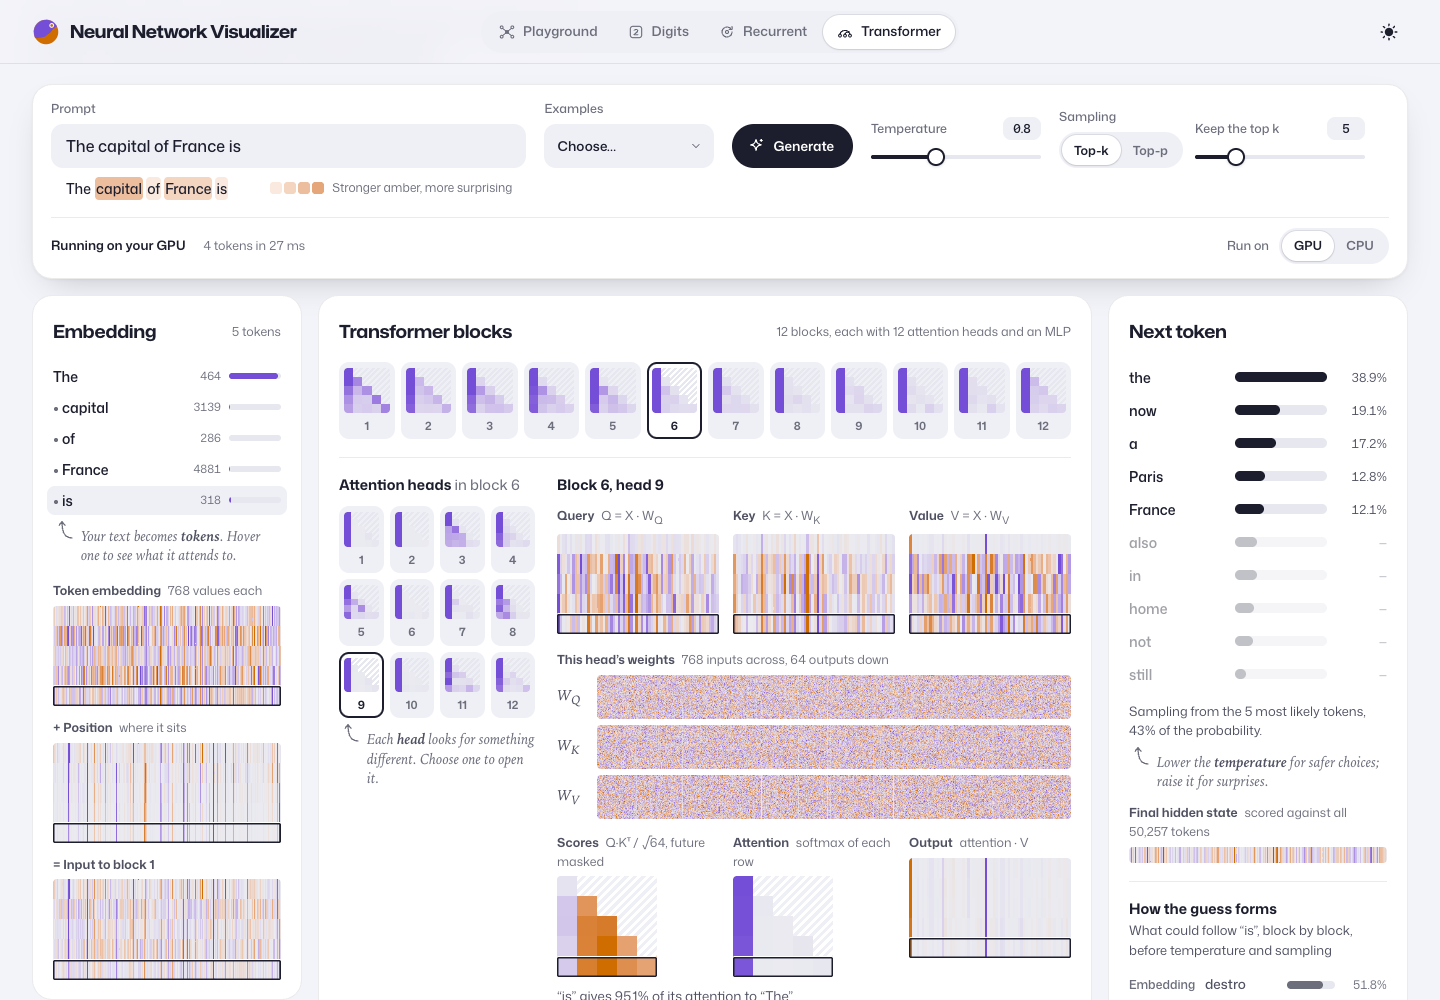 Neural Network Visualizer
Playground
Digits
Recurrent
Transformer
Prompt
The capital of France is
The capital of France is
Stronger amber, more surprising
Examples
Choose...
Generate
Temperature
0.8
Sampling
Top-k
Top-p
Keep the top k
5
Running on your GPU
4 tokens in 27 ms
Run on
GPU
CPU
Embedding
5 tokens
The 464
• capital 3139
• of 286
• France 4881
• is 318
Your text becomes tokens. Hover
one to see what it attends to.
Token embedding 768 values each
+ Position where it sits
= Input to block 1
Transformer blocks
12 blocks, each with 12 attention heads and an MLP
1 2 3 4 5 6 7 8 9 10 11 12
Attention heads in block 6
1 2 3 4
5 6 7 8
9 10 11 12
Each head looks for something
different. Choose one to open
it.
Block 6, head 9
Query Q = X · WQ
Key K = X · WK
Value V = X · WV
This head's weights 768 inputs across, 64 outputs down
WQ
WK
WV
Scores Q·Kᵀ / √64, future
masked
Attention softmax of each
row
Output attention · V
"is" gives 95.1% of its attention to "The"
Next token
the 38.9%
now 19.1%
a 17.2%
Paris 12.8%
France 12.1%
also –
in –
home –
not –
still –
Sampling from the 5 most likely tokens,
43% of the probability.
Lower the temperature for safer choices;
raise it for surprises.
Final hidden state scored against all
50,257 tokens
How the guess forms
What could follow "is", block by block,
before temperature and sampling
Embedding destro 51.8%